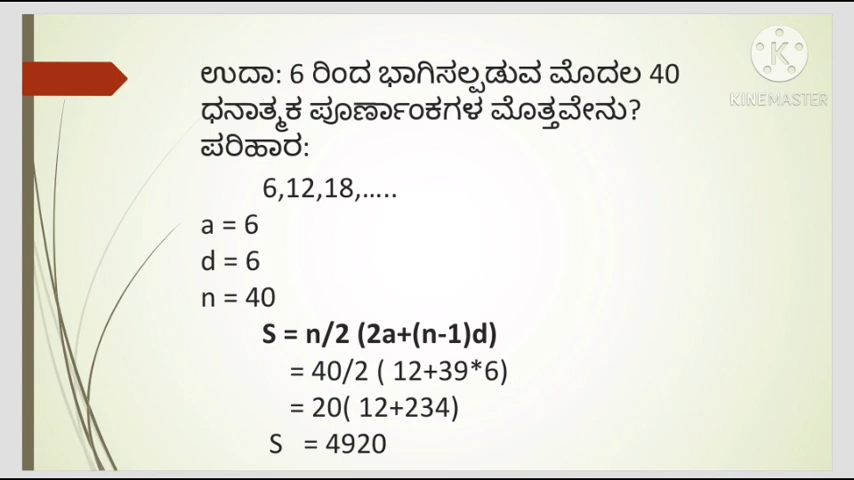 ಉದಾ: 6 ರಿಂದ ಭಾಗಿಸಲ್ಪಡುವ ಮೊದಲ 40
ಧನಾತ್ಮಕ ಪೂರ್ಣಾಂಕಗಳ ಮೊತ್ತವೇನು?
ಪರಿಹಾರ:
6,12,18,.....
a = 6
d = 6
n = 40
S = n/2 (2a+(n-1)d)
= 40/2 ( 12+39*6)
= 20( 12+234)
S = 4920
K
KINEMASTER